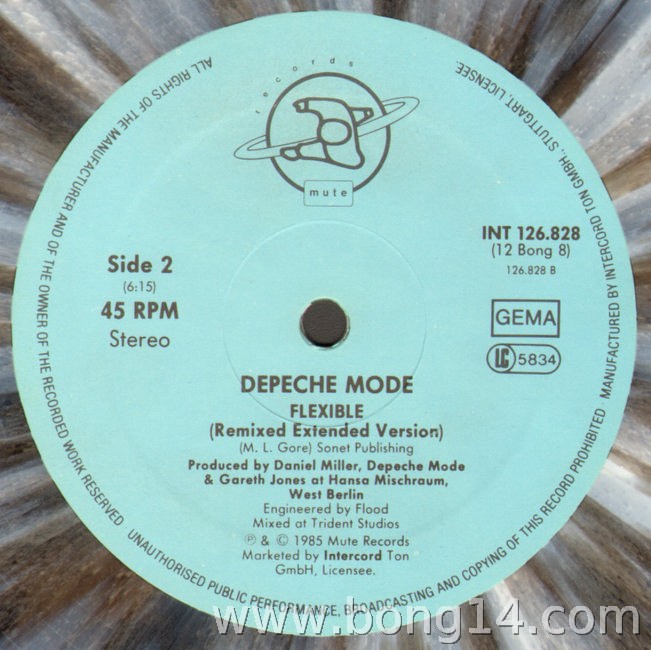 records
mute
INT 126.828
(12 Bong 8)
126.828 B
Side 2
(6:15)
45 RPM
Stereo
GEMA
LC 5834
DEPECHE MODE
FLEXIBLE
(Remixed Extended Version)
(M. L. Gore) Sonet Publishing
Produced by Daniel Miller, Depeche Mode
& Gareth Jones at Hansa Mischraum,
West Berlin
Engineered by Flood
Mixed at Trident Studios
℗ & © 1985 Mute Records
Marketed by Intercord Ton
GmbH, Licensee.
ALL RIGHTS OF THE MANUFACTURER AND OF THE OWNER OF THE RECORDED WORK RESERVED UNAUTHORISED PUBLIC PERFORMANCE, BROADCASTING AND COPYING OF THIS RECORD PROHIBITED MANUFACTURED BY INTERCORD TON GMBH., STUTTGART, LICENSEE.
www.bong14.com